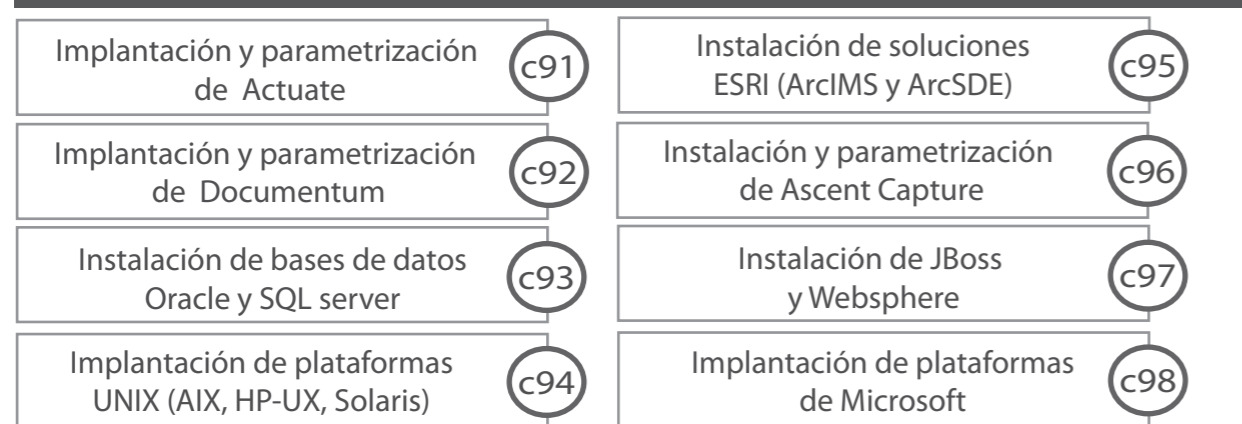 Implantación y parametrización
de Actuate
c91
Implantación y parametrización
de Documentum
c92
Instalación de bases de datos
Oracle y SQL server
c93
Implantación de plataformas
UNIX (AIX, HP-UX, Solaris)
c94
Instalación de soluciones
ESRI (ArcIMS y ArcSDE)
c95
Instalación y parametrización
de Ascent Capture
c96
Instalación de JBoss
y Websphere
c97
Implantación de plataformas
de Microsoft
c98